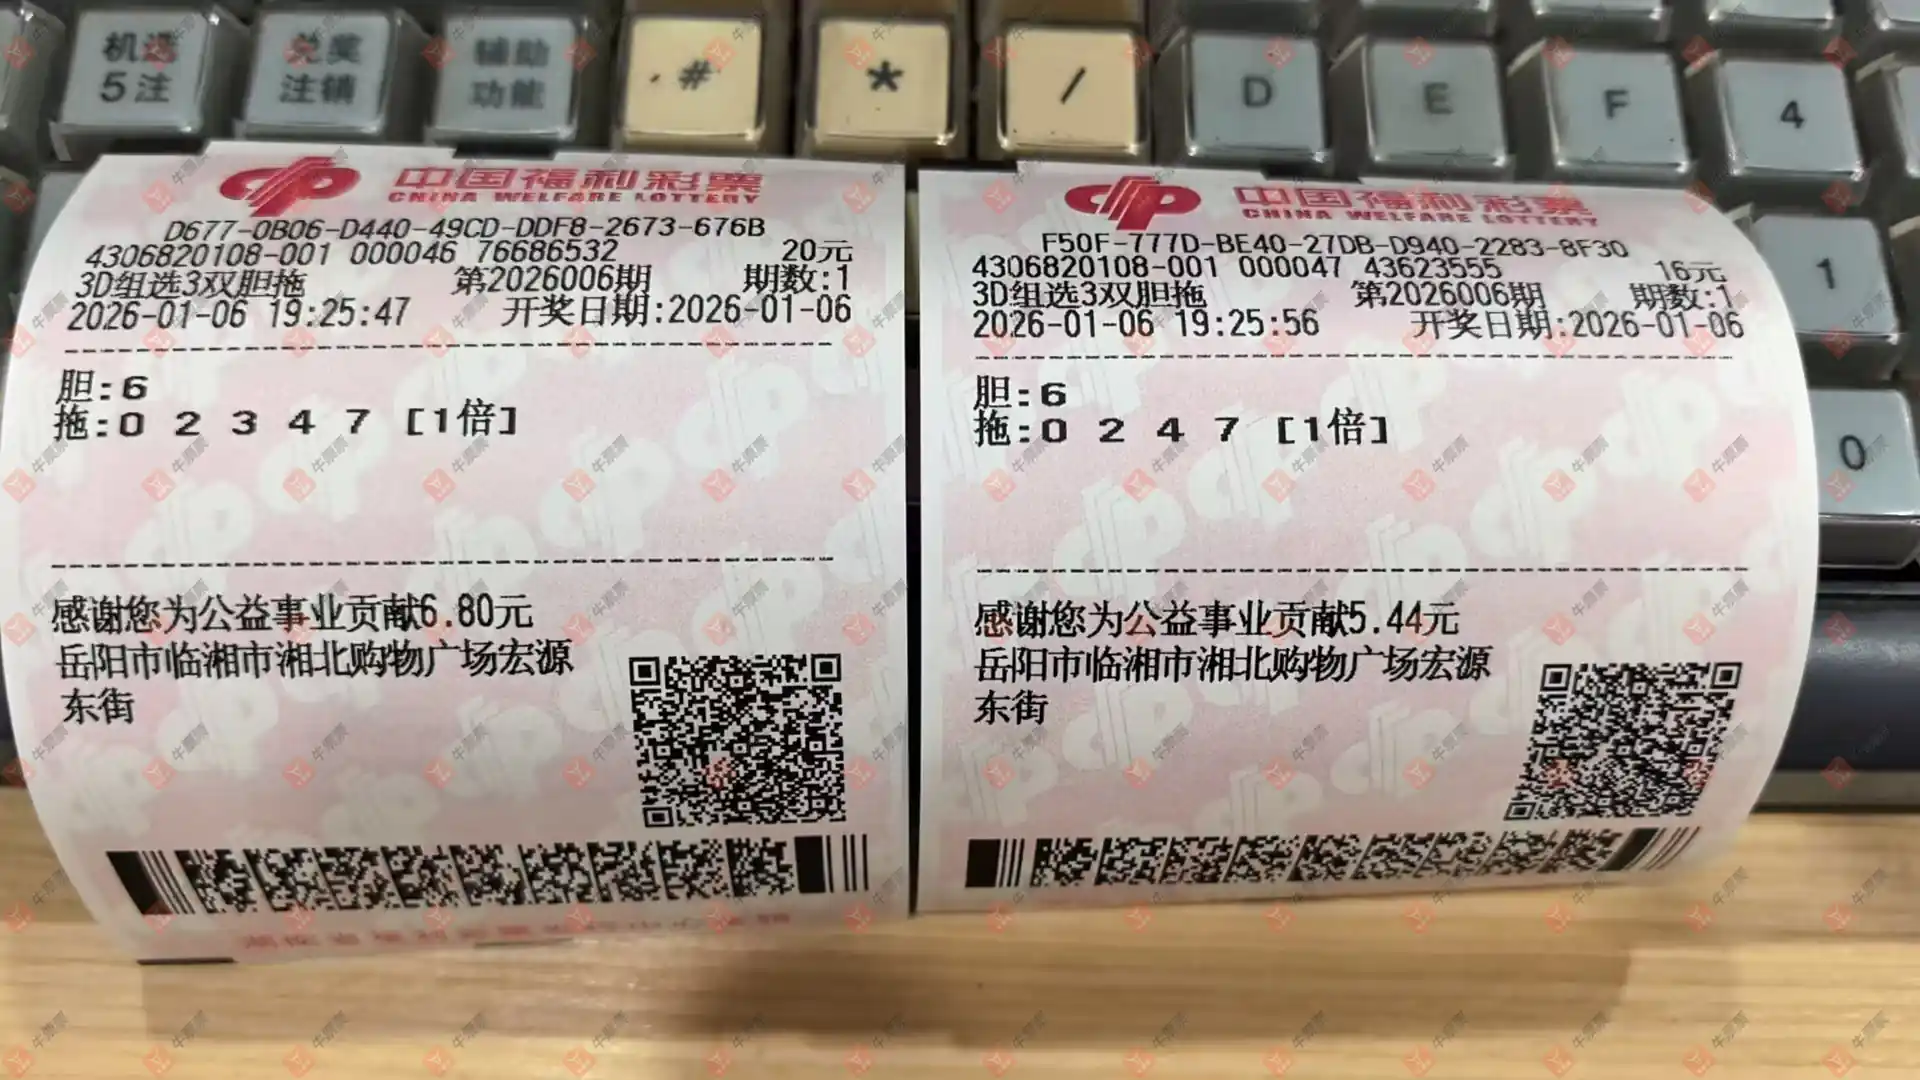 机选
5注
兑奖
注销
辅助
功能
#
*
/
D
E
F
4
1
0
中国福利彩票
CHINA WELFARE LOTTERY
D677-0B06-D440-49CD-DDF8-2673-676B
4306820108-001 000046 76686532 20元
3D组选3双胆拖 第2026006期 期数:1
2026-01-06 19:25:47 开奖日期:2026-01-06
胆:6
拖:0 2 3 4 7 [1倍]
感谢您为公益事业贡献6.80元
岳阳市临湘市湘北购物广场宏源
东街
中国福利彩票
CHINA WELFARE LOTTERY
F50F-777D-BE40-27DB-D940-2283-8F30
4306820108-001 000047 43623555 16元
3D组选3双胆拖 第2026006期 期数:1
2026-01-06 19:25:56 开奖日期:2026-01-06
胆:6
拖:0 2 4 7 [1倍]
感谢您为公益事业贡献5.44元
岳阳市临湘市湘北购物广场宏源
东街